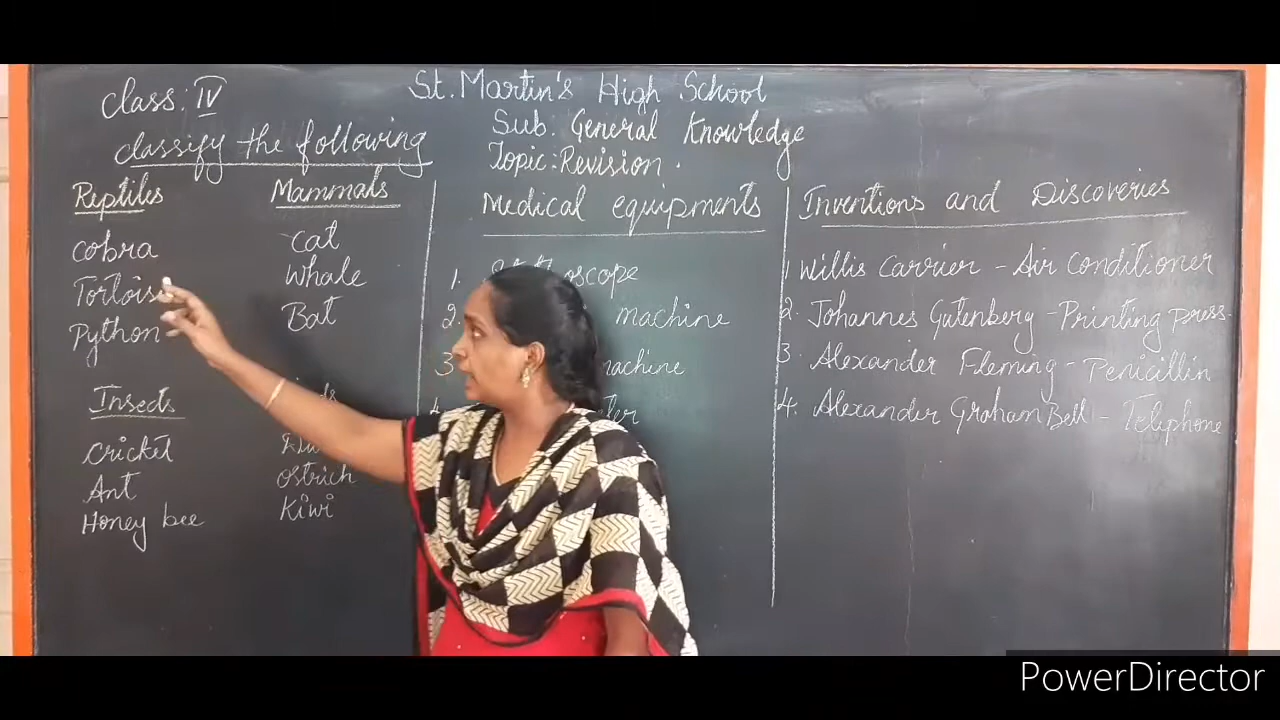 Class: IV
St. Martin's High School
Sub. General Knowledge
Topic: Revision.
classify the following
Reptiles
cobra
Python
Mammals
cat
Whale
Bat
Insects
Cricket
Ant
Honey bee
Ostrich
Kiwi
Medical equipments
1.
2. machine
3 machine
4.
Inventions and Discoveries
1 Willis Carrier - Air Conditioner
2. Johannes Gutenberg - Printing press.
3. Alexander Fleming - Penicillin
4. Alexander Graham Bell - Telephone
PowerDirector